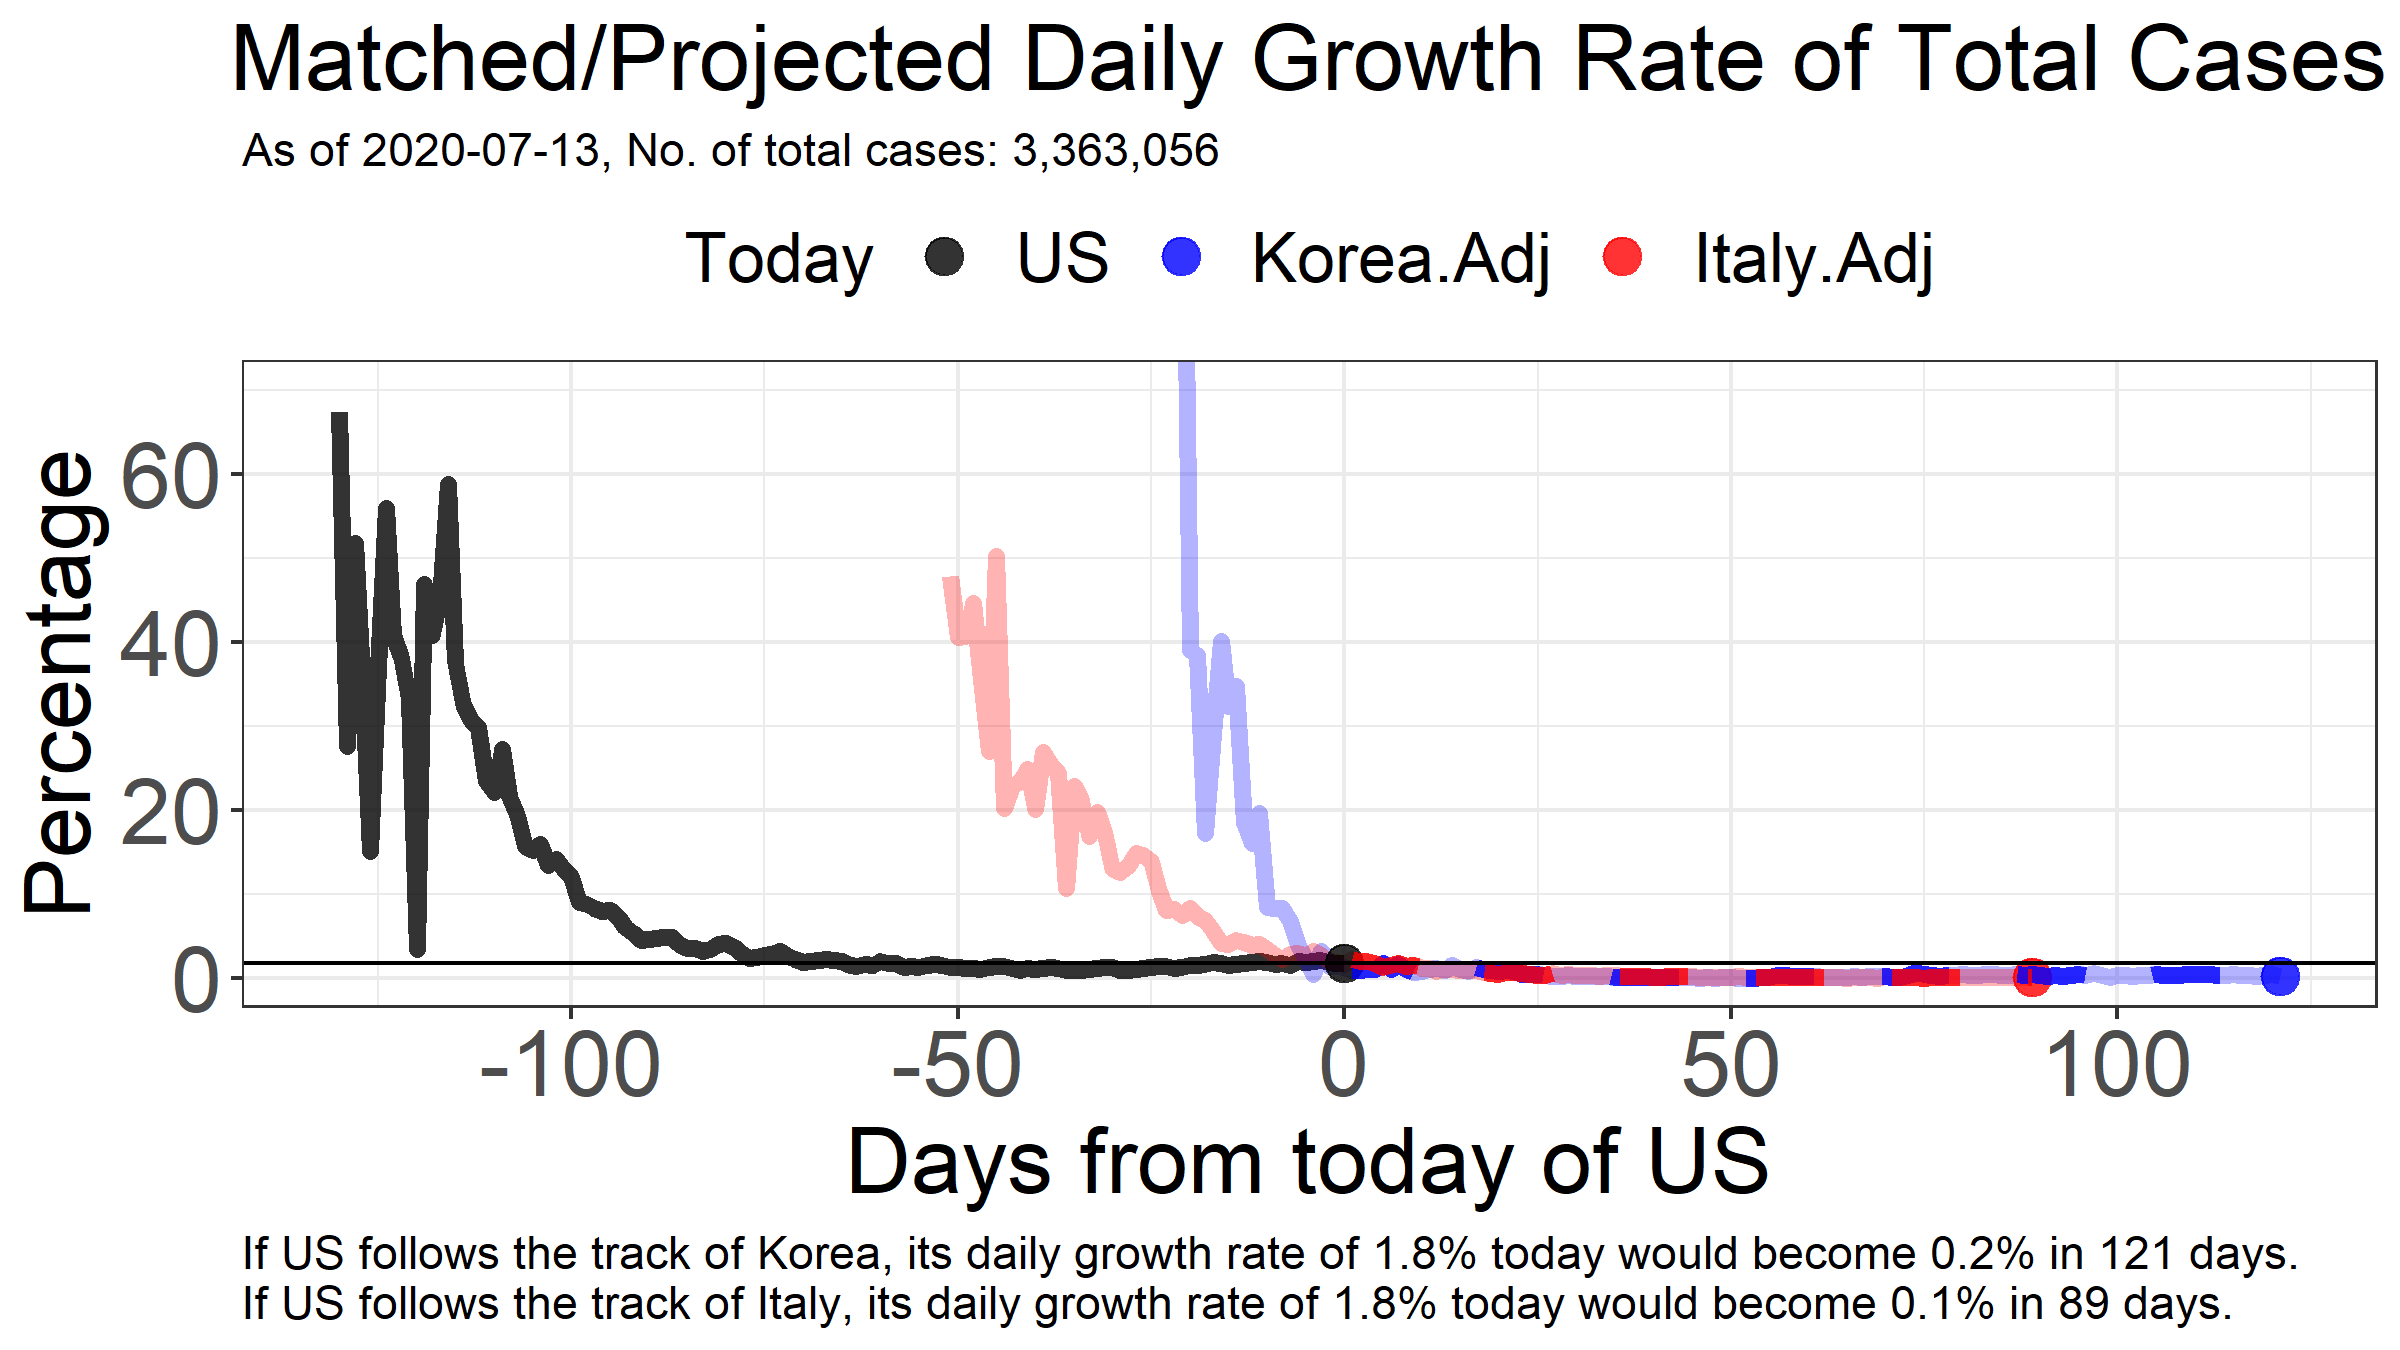 Matched/Projected Daily Growth Rate of Total Cases
As of 2020-07-13, No. of total cases: 3,363,056
Today US Korea.Adj Italy.Adj
Percentage
60
40
20
0
-100 -50 0 50 100
Days from today of US
If US follows the track of Korea, its daily growth rate of 1.8% today would become 0.2% in 121 days.
If US follows the track of Italy, its daily growth rate of 1.8% today would become 0.1% in 89 days.